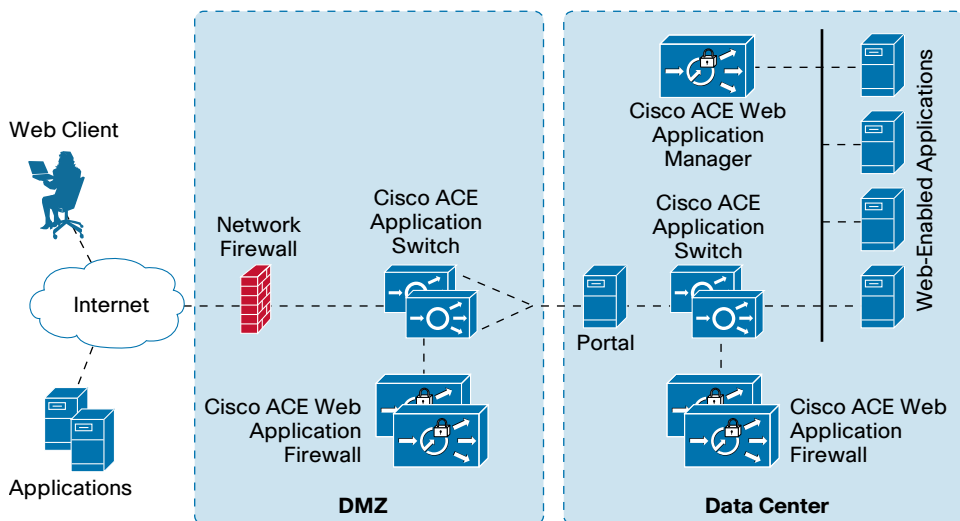 Web Client
Internet
Applications
Network
Firewall
Cisco ACE
Application
Switch
Cisco ACE Web
Application
Firewall
DMZ
Cisco ACE Web
Application
Manager
Cisco ACE
Application
Switch
Portal
Web-Enabled Applications
Cisco ACE Web
Application
Firewall
Data Center